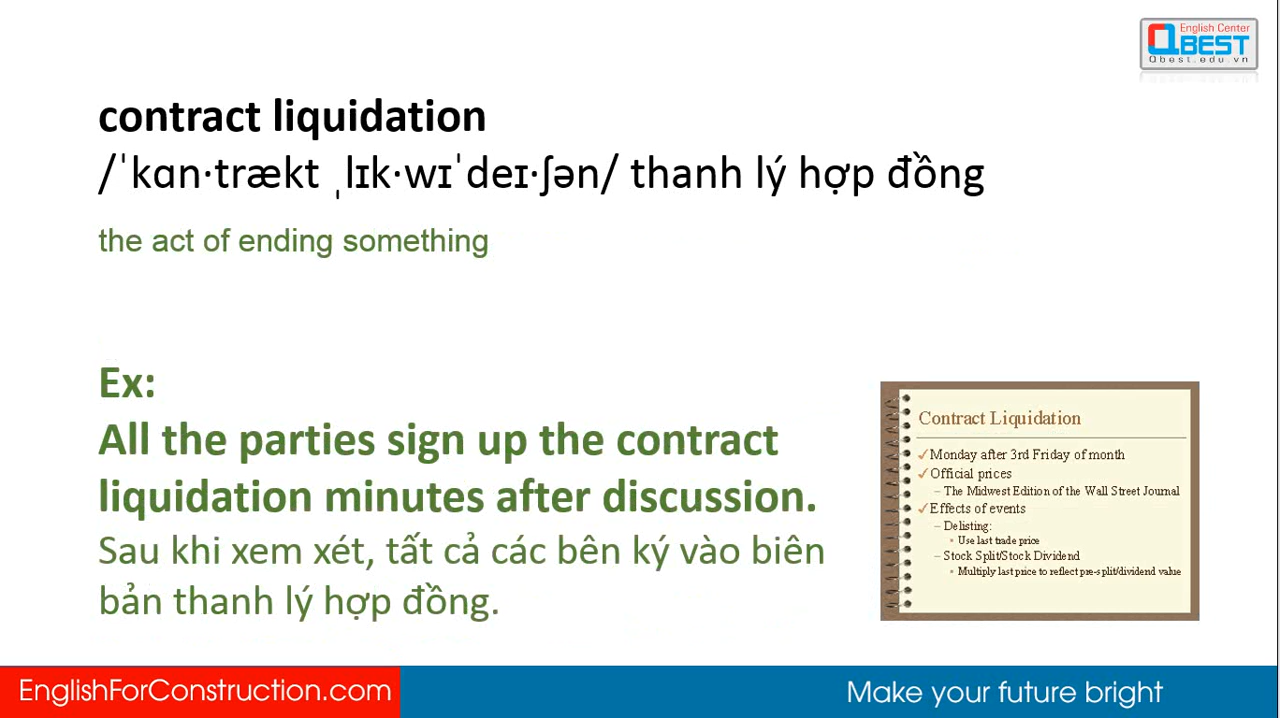 English Center
QBEST
Qbest.edu.vn
contract liquidation
/ˈkɑn·trækt ˌlɪk·wɪˈdeɪ·ʃən/ thanh lý hợp đồng
the act of ending something
Ex:
All the parties sign up the contract
liquidation minutes after discussion.
Sau khi xem xét, tất cả các bên ký vào biên
bản thanh lý hợp đồng.
Contract Liquidation
✓Monday after 3rd Friday of month
✓Official prices
– The Midwest Edition of the Wall Street Journal
✓Effects of events
– Delisting:
• Use last trade price
– Stock Split/Stock Dividend
• Multiply last price to reflect pre-split/dividend value
EnglishForConstruction.com
Make your future bright